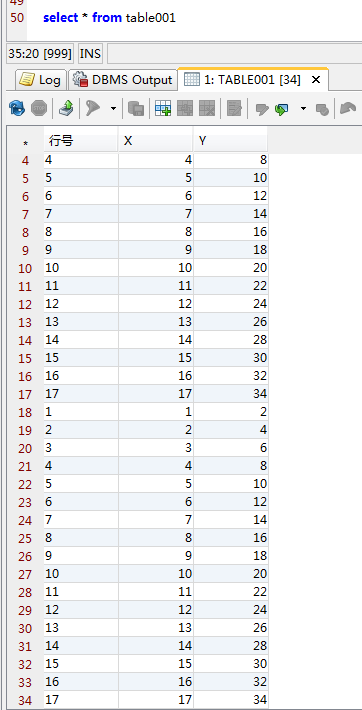 49
50 select * from table001
35:20 [999] INS
Log DBMS Output 1: TABLE001 [34] ×
* 行号 X Y
4 4 4 8
5 5 5 10
6 6 6 12
7 7 7 14
8 8 8 16
9 9 9 18
10 10 10 20
11 11 11 22
12 12 12 24
13 13 13 26
14 14 14 28
15 15 15 30
16 16 16 32
17 17 17 34
18 1 1 2
19 2 2 4
20 3 3 6
21 4 4 8
22 5 5 10
23 6 6 12
24 7 7 14
25 8 8 16
26 9 9 18
27 10 10 20
28 11 11 22
29 12 12 24
30 13 13 26
31 14 14 28
32 15 15 30
33 16 16 32
34 17 17 34